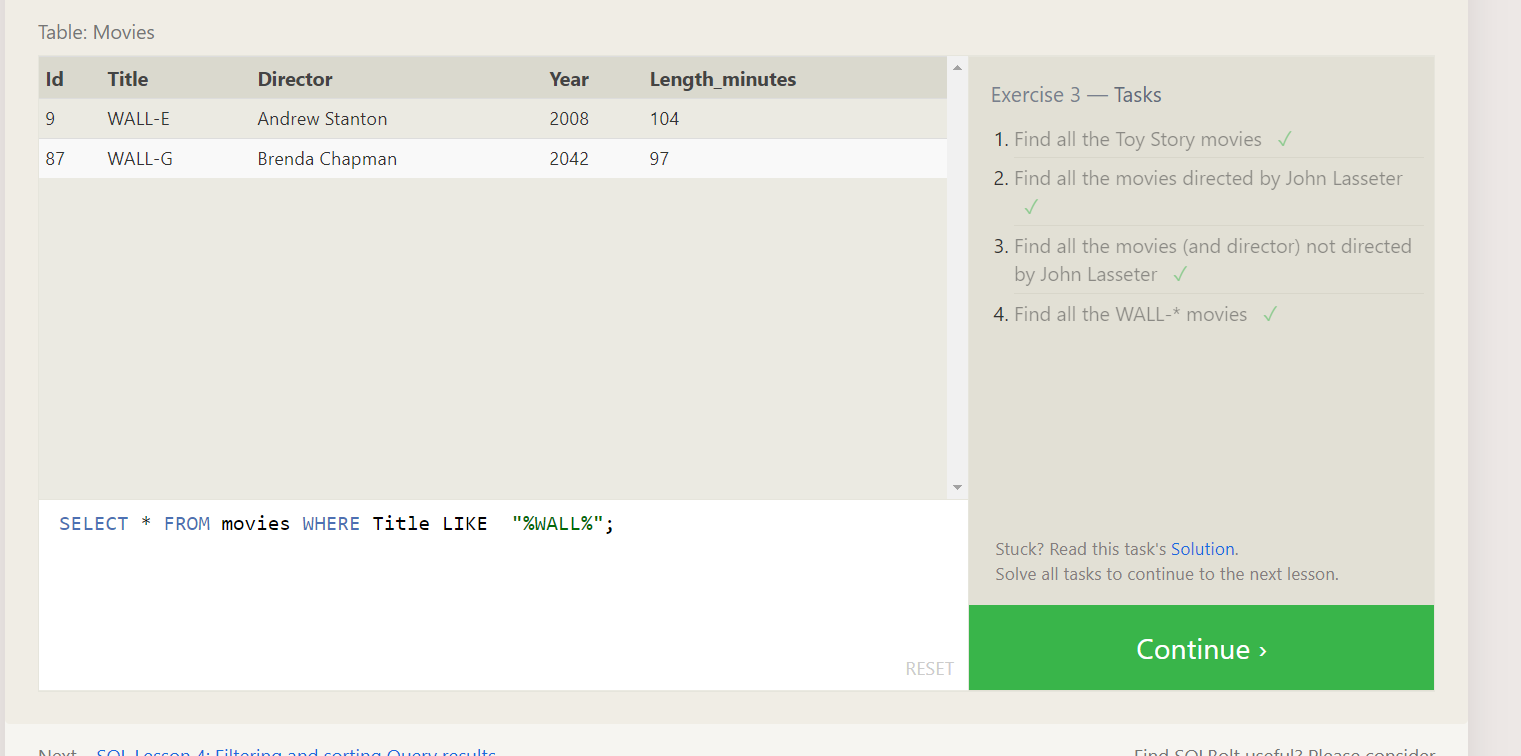 Table: Movies
Id Title Director Year Length_minutes
9 WALL-E Andrew Stanton 2008 104
87 WALL-G Brenda Chapman 2042 97
SELECT * FROM movies WHERE Title LIKE  "%WALL%";
RESET
Exercise 3 — Tasks
1. Find all the Toy Story movies ✓
2. Find all the movies directed by John Lasseter
✓
3. Find all the movies (and director) not directed
by John Lasseter ✓
4. Find all the WALL-* movies ✓
Stuck? Read this task's Solution.
Solve all tasks to continue to the next lesson.
Continue ›
Next – SQL Lesson 4: Filtering and sorting Query results
Find SQLBolt useful? Please consider